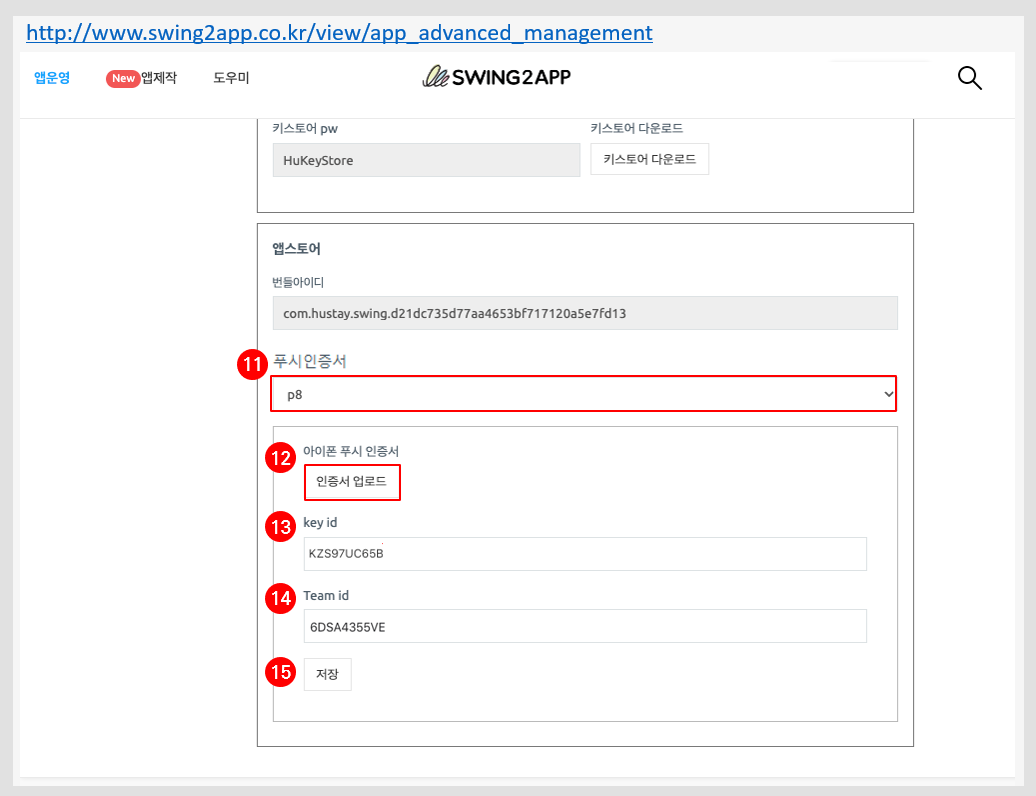 http://www.swing2app.co.kr/view/app_advanced_management
앱운영 New 앱제작 도우미 SWING2APP
키스토어 pw 키스토어 다운로드
HuKeyStore 키스토어 다운로드
앱스토어
번들아이디
com.hustay.swing.d21dc735d77aa4653bf717120a5e7fd13
11 푸시인증서
p8
12 아이폰 푸시 인증서
인증서 업로드
13 key id
KZS97UC65B
14 Team id
6DSA4355VE
15 저장